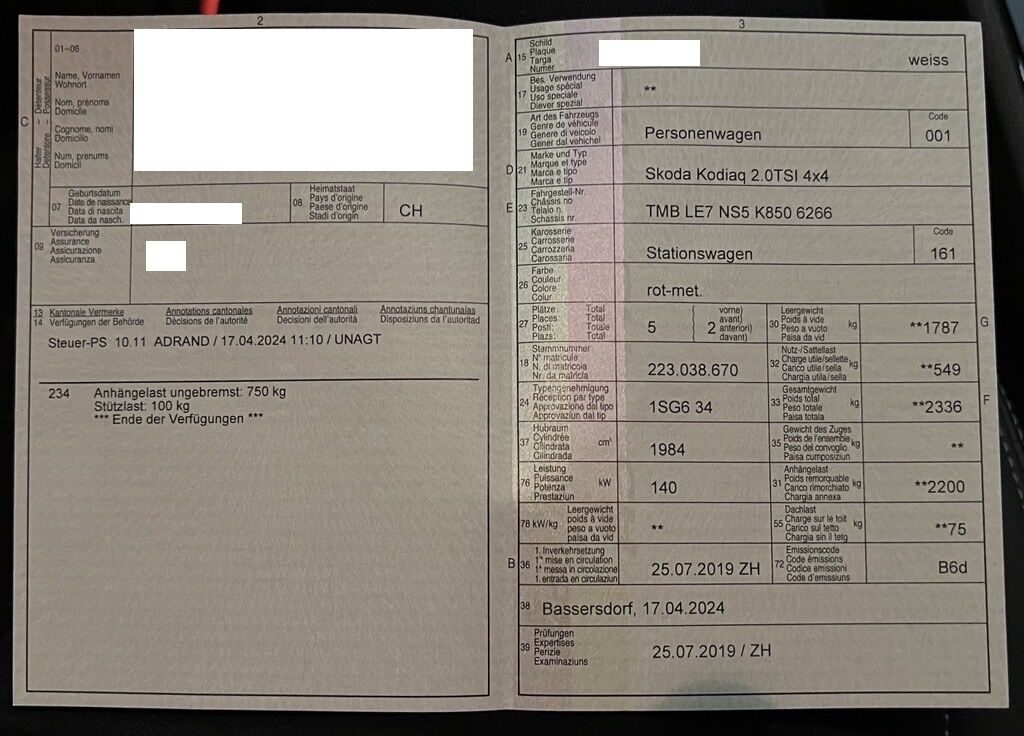 2
01-06
Halter – Détenteur
Detentore – Possessur
C
Name, Vornamen
Wohnort
Nom, prénoms
Domicile
Cognome, nomi
Domicilio
Num, prenums
Domicil
07
Geburtsdatum
Date de naissance
Data di nascita
Data da nasch.
08
Heimatstaat
Pays d'origine
Paese d'origine
Stadi d'origin
CH
09
Versicherung
Assurance
Assicurazione
Assicuranza
13 Kantonale Vermerke Annotations cantonales Annotazioni cantonali Annotaziuns chantunalas
14 Verfügungen der Behörde Décisions de l'autorité Decisioni dell'autorità Disposiziuns da l'autoritad
Steuer-PS 10.11 ADRAND / 17.04.2024 11:10 / UNAGT
234 Anhängelast ungebremst: 750 kg
Stützlast: 100 kg
*** Ende der Verfügungen ***
3
A 15
Schild
Plaque
Targa
Numer
weiss
17
Bes. Verwendung
Usage spécial
Uso speciale
Diever spezial
**
19
Art des Fahrzeugs
Genre de véhicule
Genere di veicolo
Gener dal vehichel
Personenwagen
Code
001
D 21
Marke und Typ
Marque et type
Marca e tipo
Marca e tip
Skoda Kodiaq 2.0TSI 4x4
E 23
Fahrgestell-Nr.
Châssis no
Telaio n.
Schassis nr.
TMB LE7 NS5 K850 6266
25
Karosserie
Carrosserie
Carrozzeria
Carossaria
Stationswagen
Code
161
26
Farbe
Couleur
Colore
Colur
rot-met.
27
Plätze: Total
Places: Total
Posti: Totale
Plazs: Total
5
vorne)
avant)
2 anteriori)
davant)
30
Leergewicht
Poids à vide
Peso a vuoto
Paisa da vid
kg
**1787
G
18
Stammnummer
N° matricule
N. di matricola
Nr. da matricla
223.038.670
32
Nutz-/Sattellast
Charge utile/sellette
Carico utile/sella
Chargia utila/sella
kg
**549
24
Typengenehmigung
Réception par type
Approvazione del tipo
Approvaziun dal tip
1SG6 34
33
Gesamtgewicht
Poids total
Peso totale
Paisa totala
kg
**2336
F
37
Hubraum
Cylindrée
Cilindrata
Cilindrada
cm³
1984
35
Gewicht des Zuges
Poids de l'ensemble
Peso del convoglio
Paisa cumposiziun
kg
**
76
Leistung
Puissance
Potenza
Prestaziun
kW
140
31
Anhängelast
Poids remorquable
Carico rimorchiato
Chargia annexa
kg
**2200
78 kW/kg
Leergewicht
poids à vide
peso a vuoto
paisa da vid
**
55
Dachlast
Charge sur le toit
Carico sul tetto
Chargia sin il tetg
kg
**75
B 36
1. Inverkehrsetzung
1re mise en circulation
1a messa in circolazione
1. entrada en circulaziun
25.07.2019 ZH
72
Emissionscode
Code émissions
Codice emissioni
Code d'emissiuns
B6d
38 Bassersdorf, 17.04.2024
39
Prüfungen
Expertises
Perizie
Examinaziuns
25.07.2019 / ZH